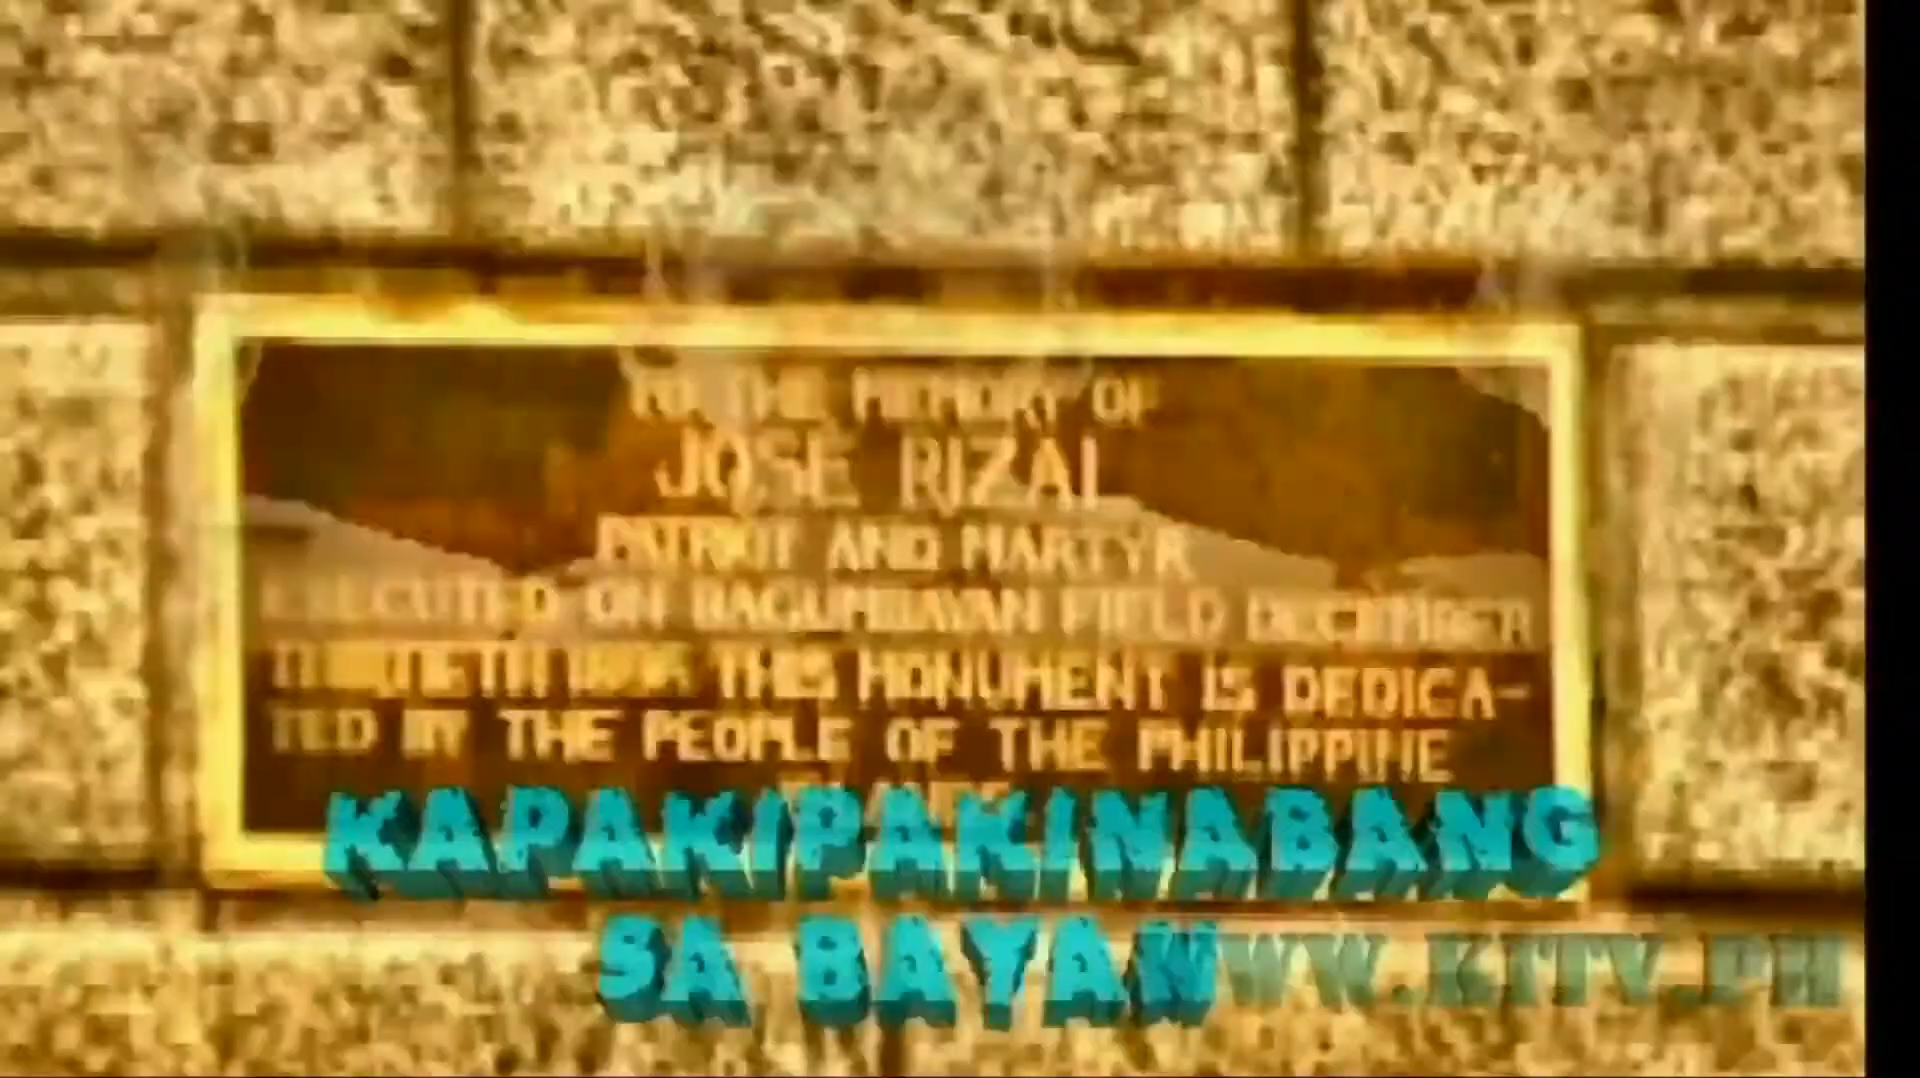 TO THE MEMORY OF
JOSE RIZAL
PATRIOT AND MARTYR
EXECUTED ON BAGUMBAYAN FIELD DECEMBER
THIRTIETH 1896 THIS MONUMENT IS DEDICA-
TED BY THE PEOPLE OF THE PHILIPPINE
KAPAKIPAKINABANG
SA BAYAN
WWW.KITV.PH